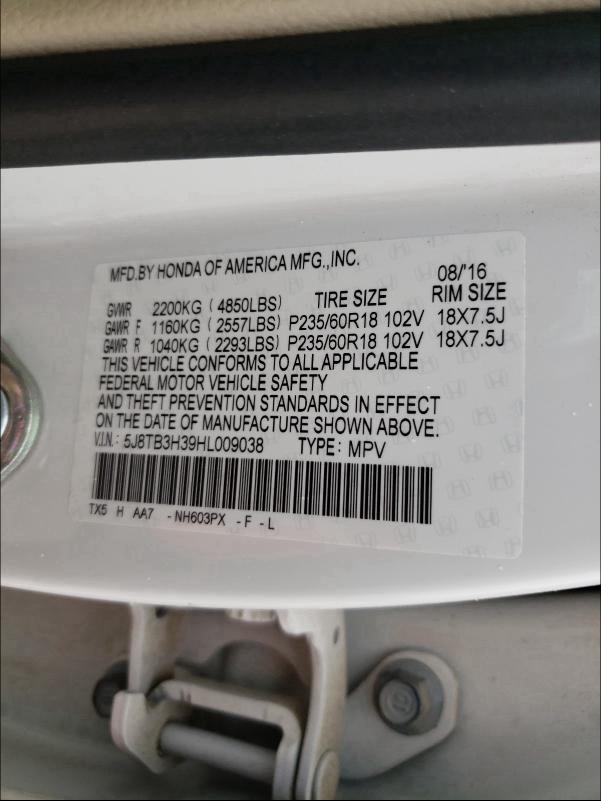 MFD.BY HONDA OF AMERICA MFG.,INC. 08/'16
GVWR 2200KG ( 4850LBS) TIRE SIZE RIM SIZE
GAWR F 1160KG ( 2557LBS) P235/60R18 102V 18X7.5J
GAWR R 1040KG ( 2293LBS) P235/60R18 102V 18X7.5J
THIS VEHICLE CONFORMS TO ALL APPLICABLE
FEDERAL MOTOR VEHICLE SAFETY
AND THEFT PREVENTION STANDARDS IN EFFECT
ON THE DATE OF MANUFACTURE SHOWN ABOVE.
V.I.N.: 5J8TB3H39HL009038 TYPE: MPV
TX5 H AA7 -NH603PX -F -L